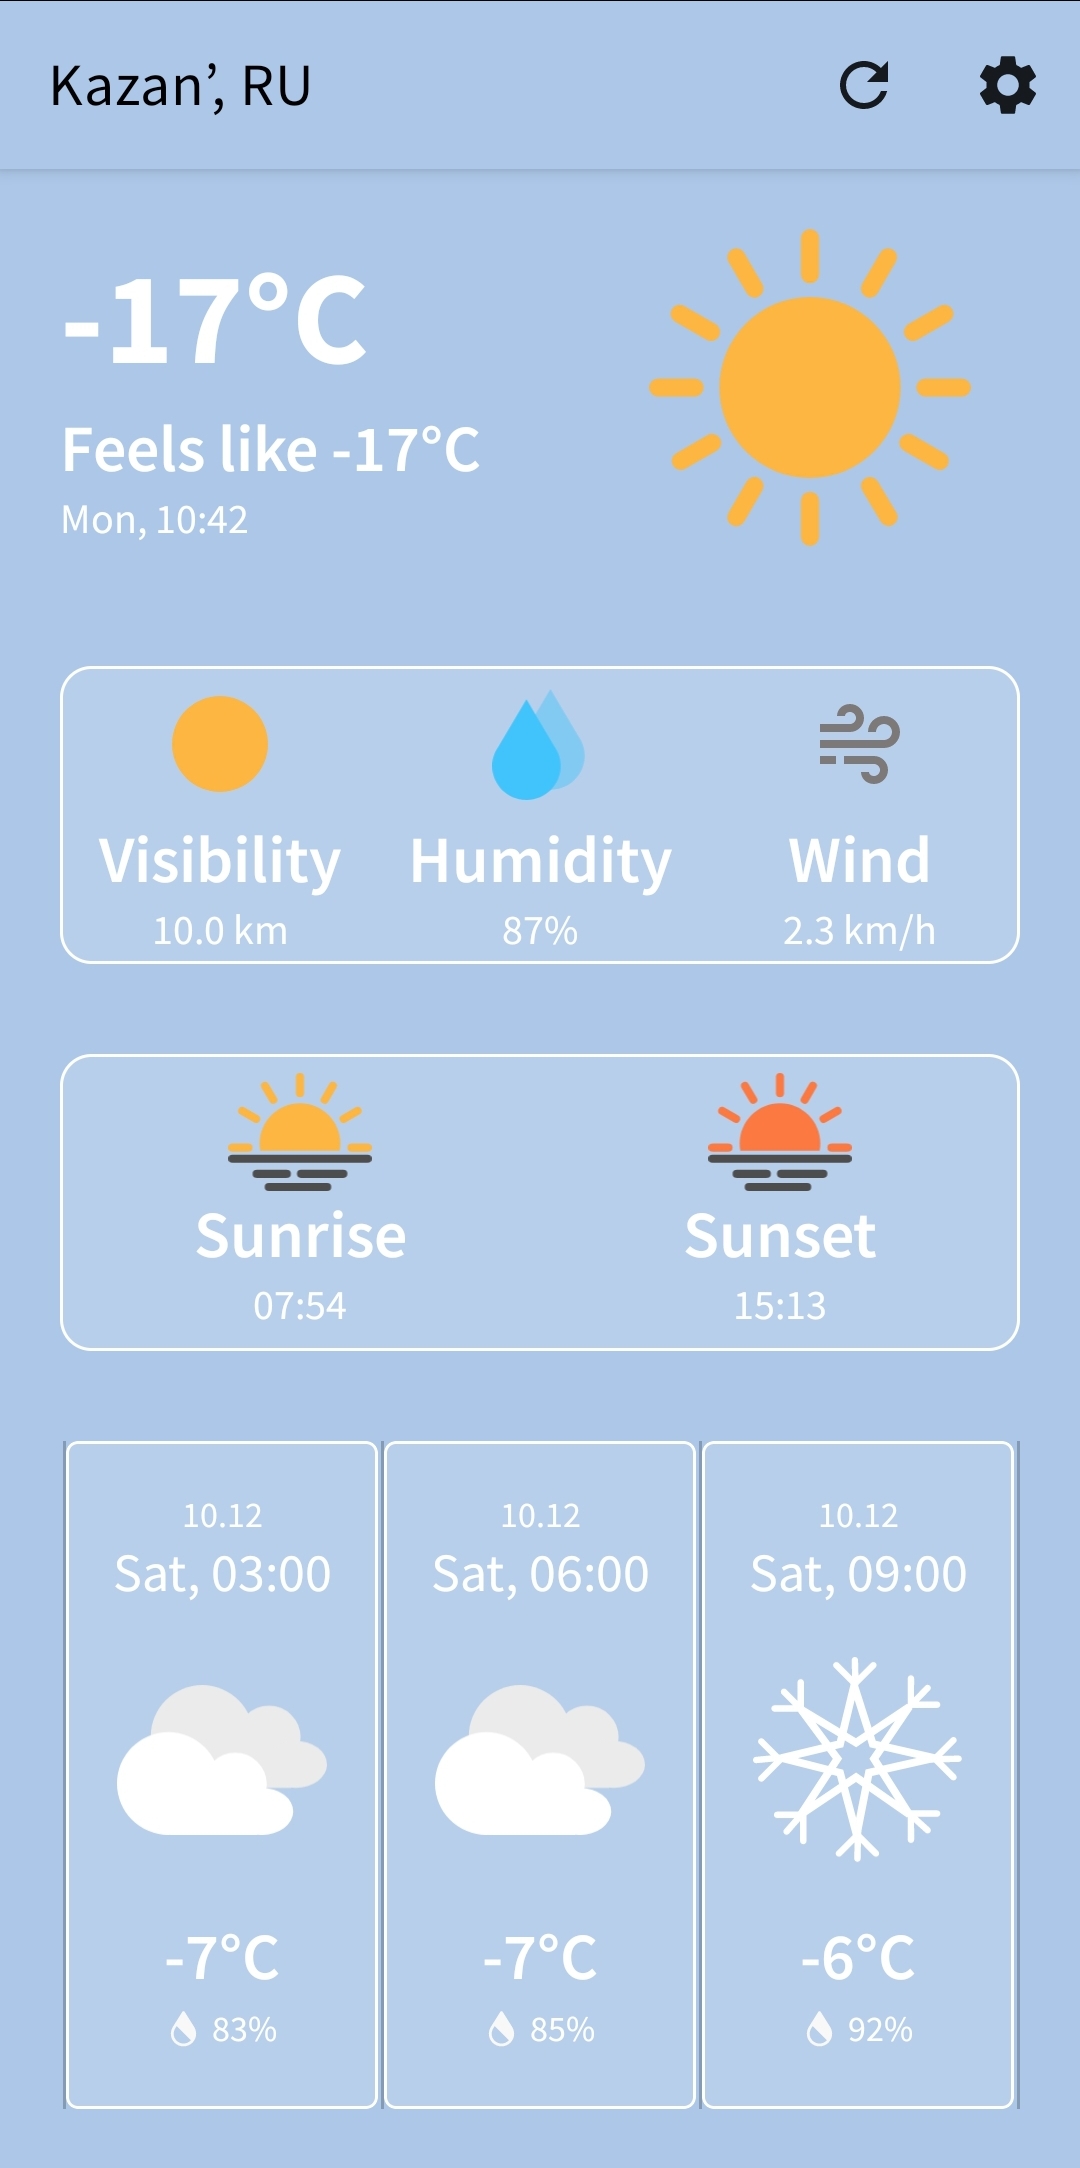 Kazan’, RU
-17°C
Feels like -17°C
Mon, 10:42
Visibility
10.0 km
Humidity
87%
Wind
2.3 km/h
Sunrise
07:54
Sunset
15:13
10.12
Sat, 03:00
-7°C
83%
10.12
Sat, 06:00
-7°C
85%
10.12
Sat, 09:00
-6°C
92%